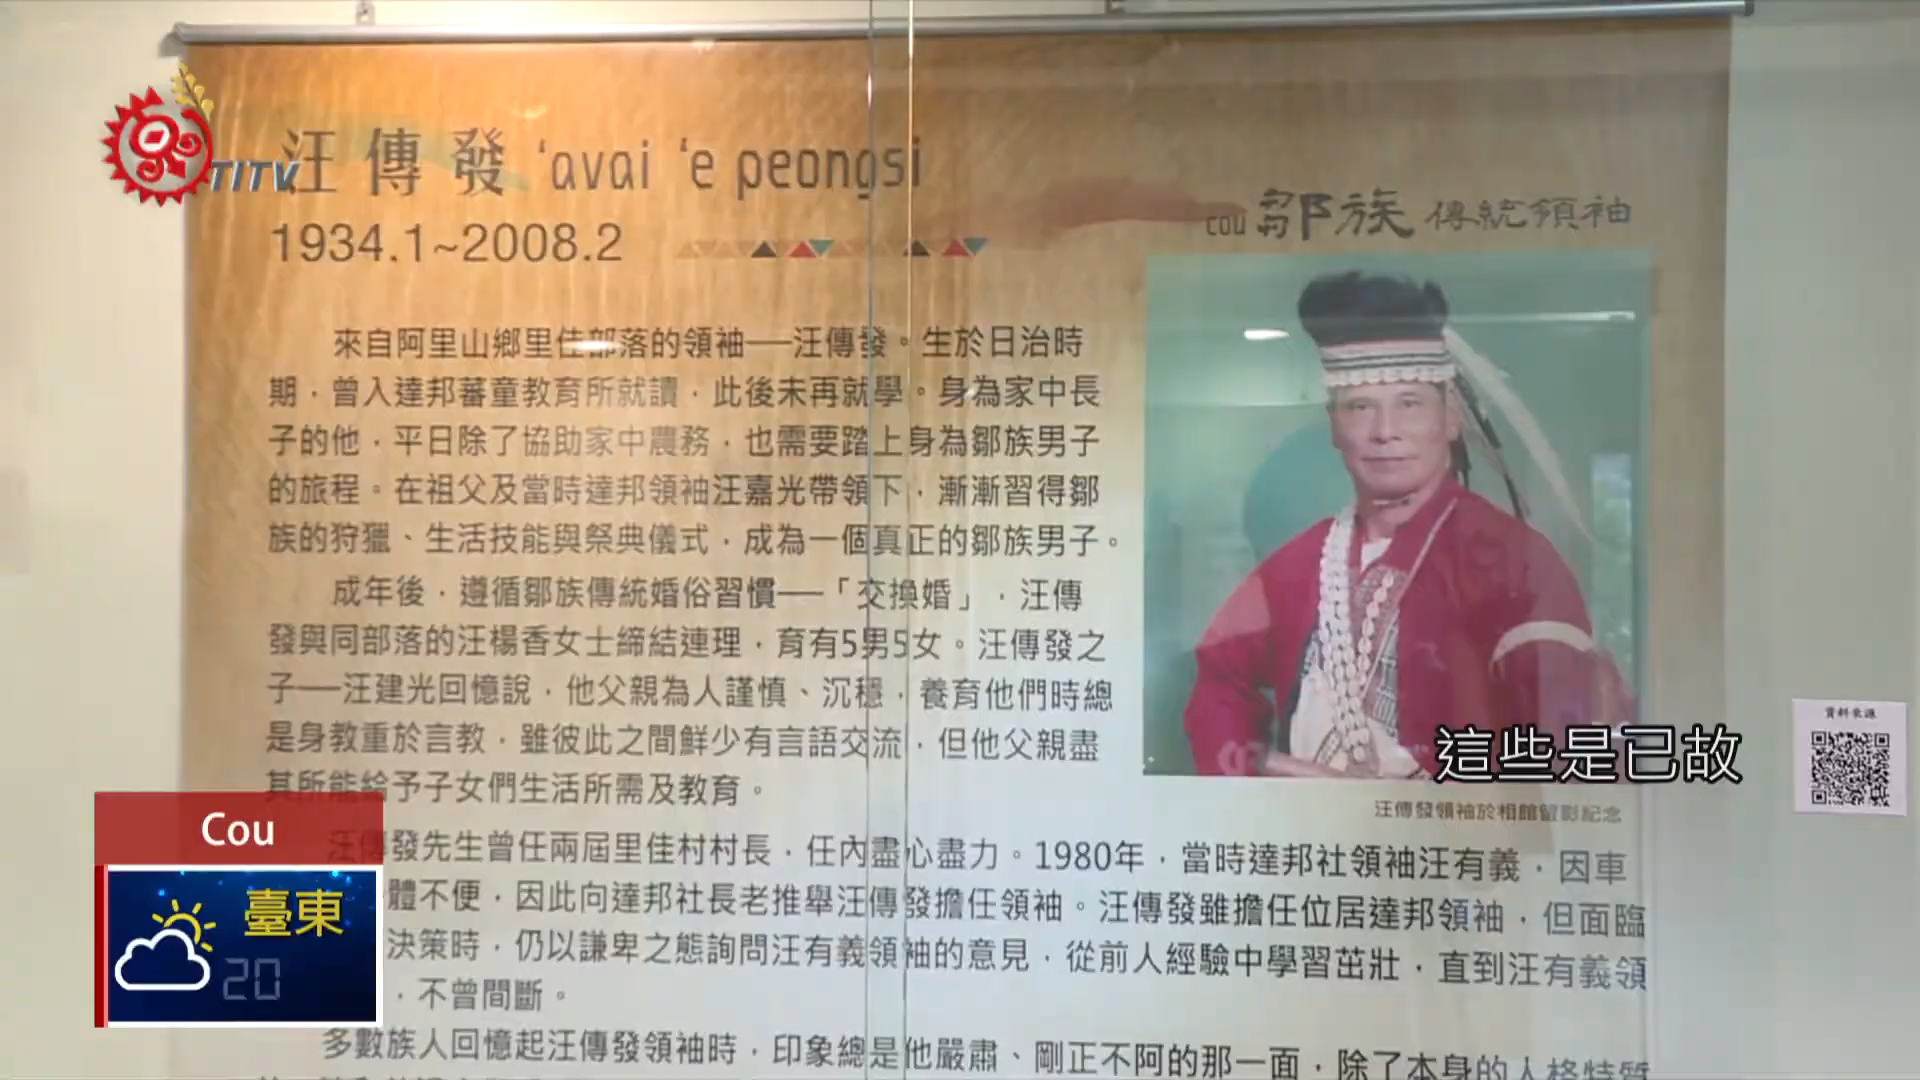 TITV
汪傳發 ‘avai ‘e peongsi
1934.1~2008.2
cou 鄒族 傳統領袖
來自阿里山鄉里佳部落的領袖──汪傳發。生於日治時
期，曾入達邦蕃童教育所就讀，此後未再就學。身為家中長
子的他，平日除了協助家中農務，也需要踏上身為鄒族男子
的旅程。在祖父及當時達邦領袖汪嘉光帶領下，漸漸習得鄒
族的狩獵、生活技能與祭典儀式，成為一個真正的鄒族男子。
成年後，遵循鄒族傳統婚俗習慣──「交換婚」，汪傳
發與同部落的汪楊香女士締結連理，育有5男5女。汪傳發之
子──汪建光回憶說，他父親為人謹慎、沉穩，養育他們時總
是身教重於言教，雖彼此之間鮮少有言語交流，但他父親盡
其所能給予子女們生活所需及教育。
汪傳發領袖於相館留影紀念
資料來源
這些是已故
汪傳發先生曾任兩屆里佳村村長，任內盡心盡力。1980年，當時達邦社領袖汪有義，因車
體不便，因此向達邦社長老推舉汪傳發擔任領袖。汪傳發雖擔任位居達邦領袖，但面臨
決策時，仍以謙卑之態詢問汪有義領袖的意見，從前人經驗中學習茁壯，直到汪有義領
，不曾間斷。
多數族人回憶起汪傳發領袖時，印象總是他嚴肅、剛正不阿的那一面，除了本身的人格特質
Cou
臺東
20